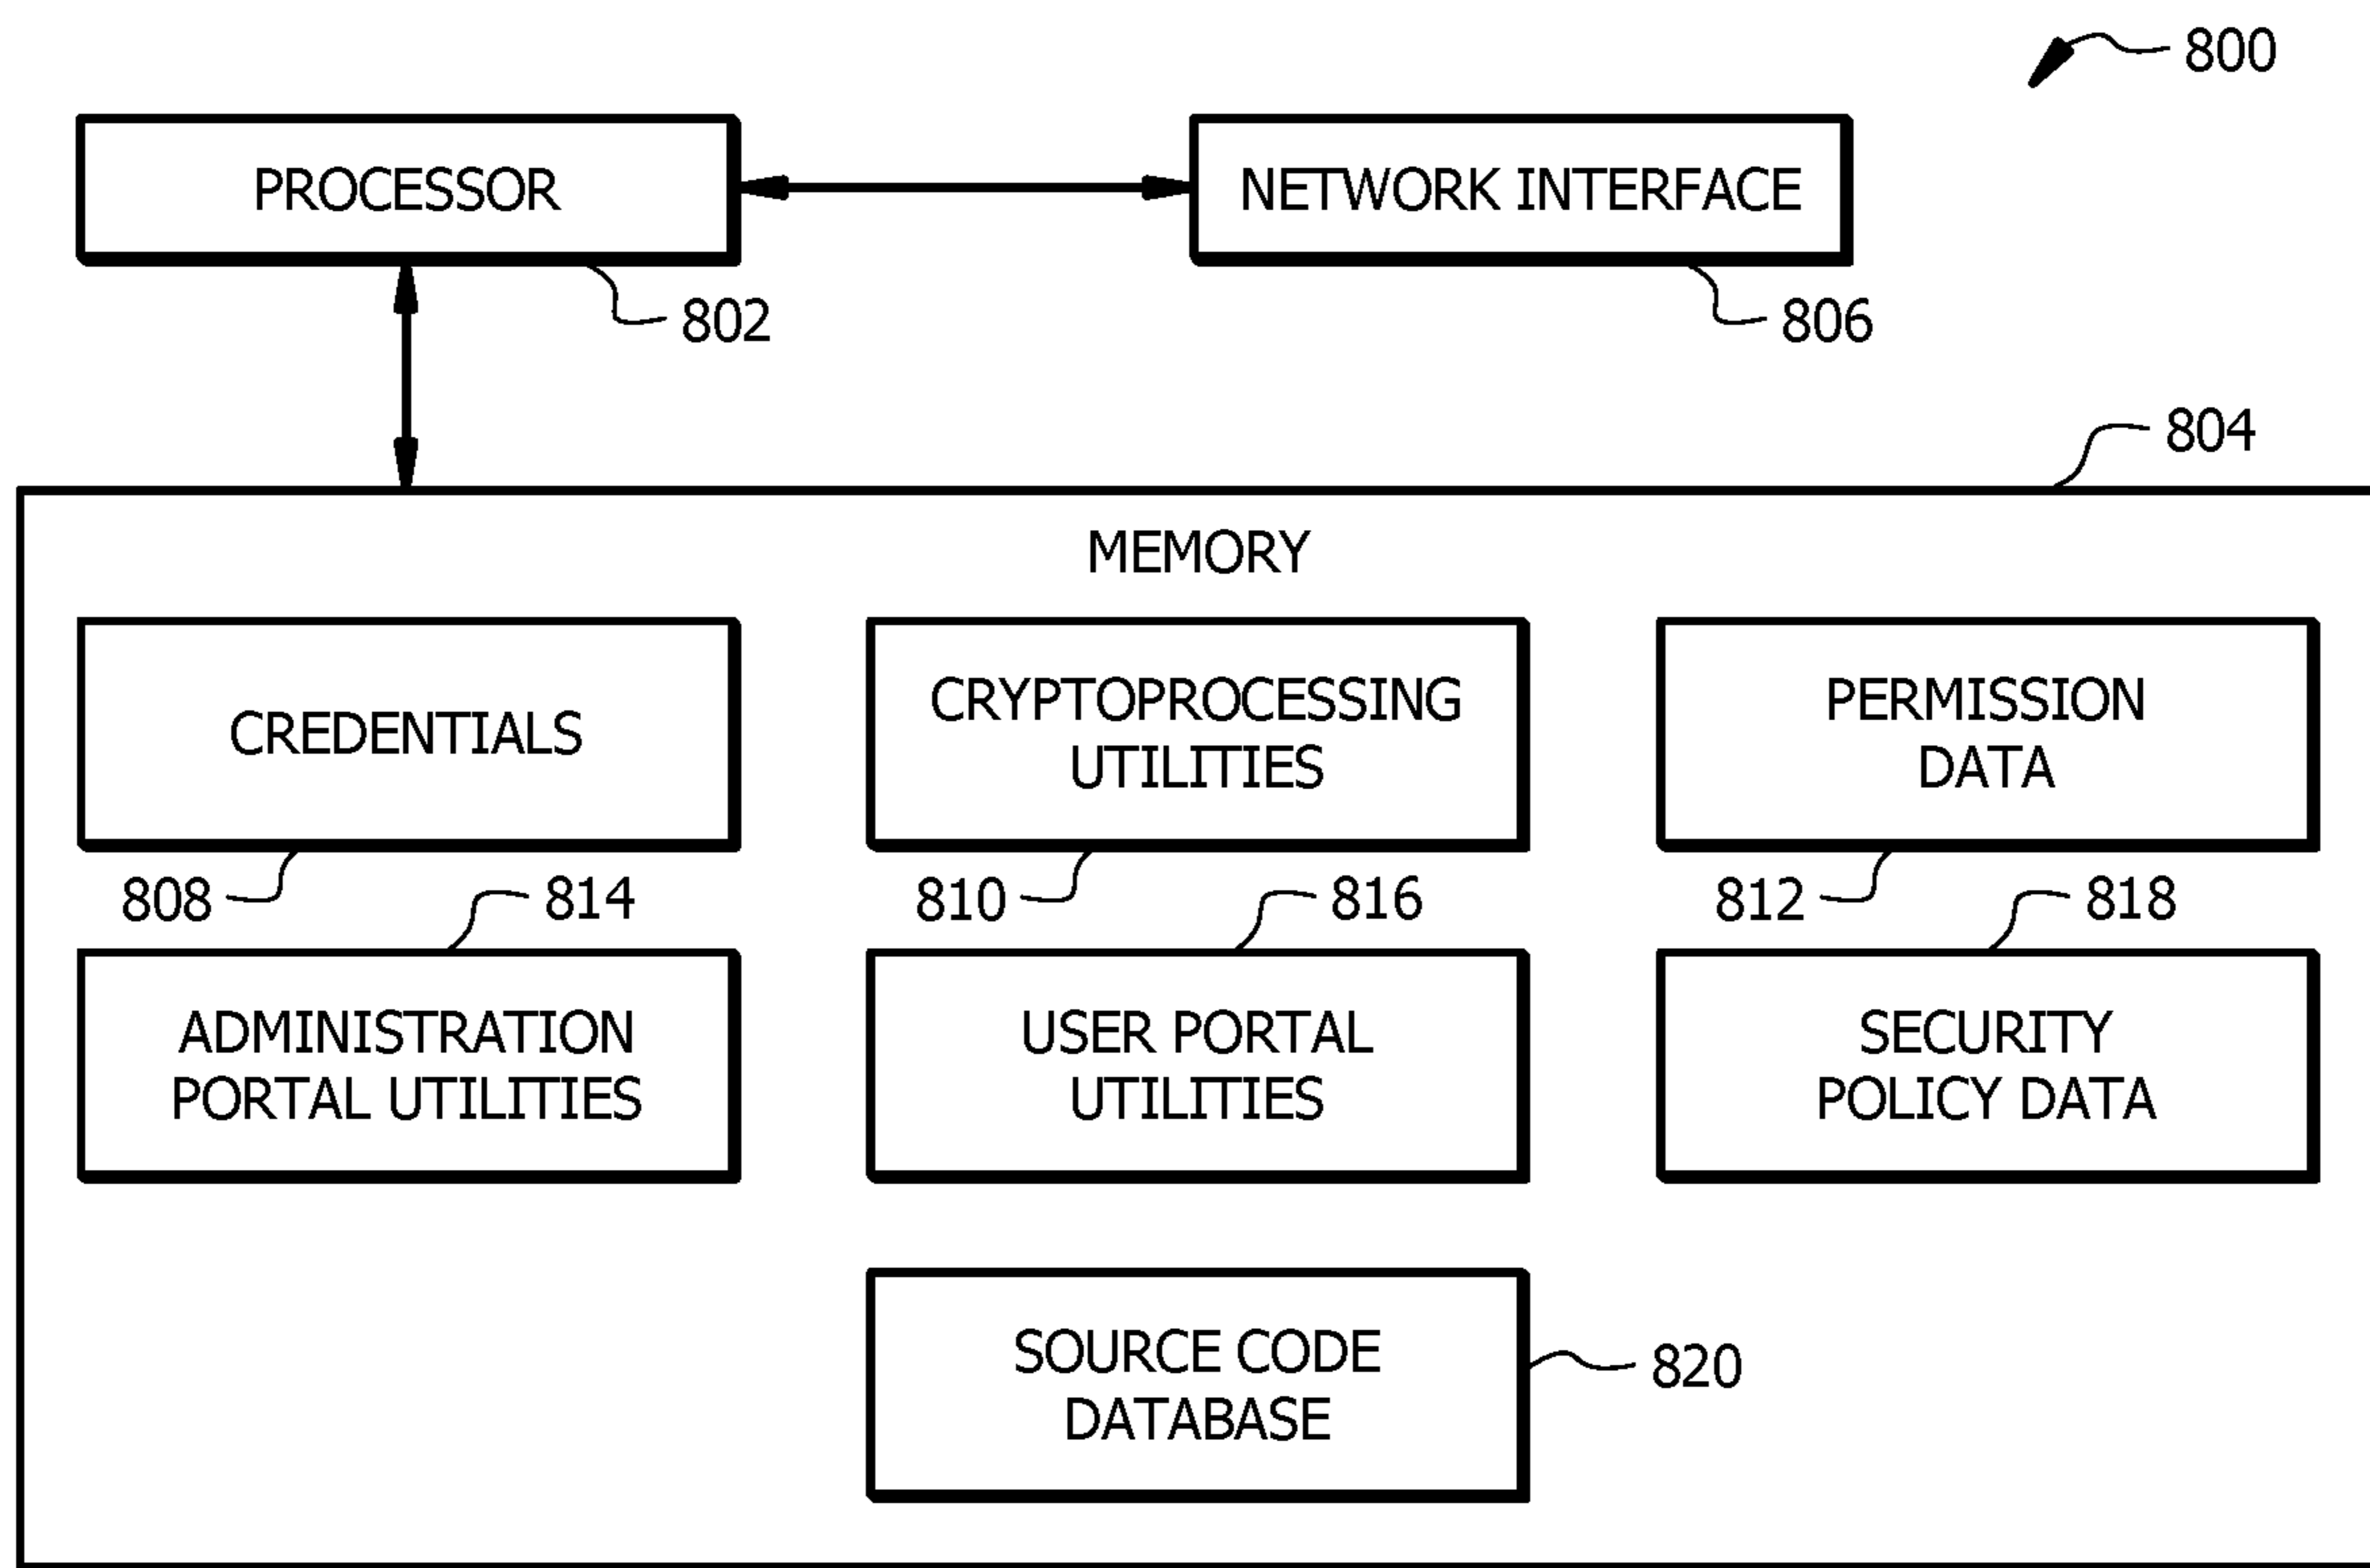 800
PROCESSOR
NETWORK INTERFACE
802
806
804
MEMORY
CREDENTIALS
CRYPTOPROCESSING
UTILITIES
PERMISSION
DATA
808
814
810
816
812
818
ADMINISTRATION
PORTAL UTILITIES
USER PORTAL
UTILITIES
SECURITY
POLICY DATA
SOURCE CODE
DATABASE
820